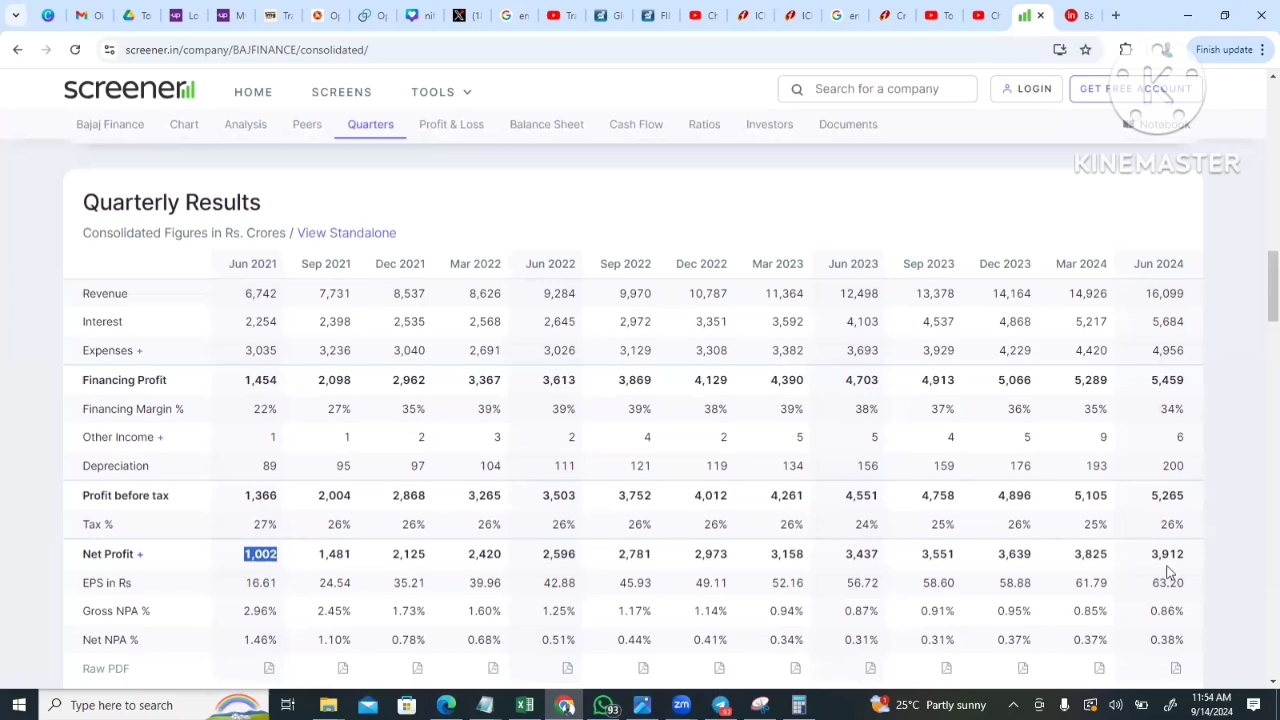 screener.in/company/BAJFINANCE/consolidated/
Finish update
screener
HOME SCREENS TOOLS
Search for a company
LOGIN
GET FREE ACCOUNT
Bajaj Finance Chart Analysis Peers Quarters Profit & Loss Balance Sheet Cash Flow Ratios Investors Documents Notebook
K
KINEMASTER
Quarterly Results
Consolidated Figures in Rs. Crores / View Standalone
Jun 2021 Sep 2021 Dec 2021 Mar 2022 Jun 2022 Sep 2022 Dec 2022 Mar 2023 Jun 2023 Sep 2023 Dec 2023 Mar 2024 Jun 2024
Revenue 6,742 7,731 8,537 8,626 9,284 9,970 10,787 11,364 12,498 13,378 14,164 14,926 16,099
Interest 2,254 2,398 2,535 2,568 2,645 2,972 3,351 3,592 4,103 4,537 4,868 5,217 5,684
Expenses + 3,035 3,236 3,040 2,691 3,026 3,129 3,308 3,382 3,693 3,929 4,229 4,420 4,956
Financing Profit 1,454 2,098 2,962 3,367 3,613 3,869 4,129 4,390 4,703 4,913 5,066 5,289 5,459
Financing Margin % 22% 27% 35% 39% 39% 39% 38% 39% 38% 37% 36% 35% 34%
Other Income + 1 1 2 3 2 4 2 5 5 4 5 9 6
Depreciation 89 95 97 104 111 121 119 134 156 159 176 193 200
Profit before tax 1,366 2,004 2,868 3,265 3,503 3,752 4,012 4,261 4,551 4,758 4,896 5,105 5,265
Tax % 27% 26% 26% 26% 26% 26% 26% 26% 24% 25% 26% 25% 26%
Net Profit + 1,002 1,481 2,125 2,420 2,596 2,781 2,973 3,158 3,437 3,551 3,639 3,825 3,912
EPS in Rs 16.61 24.54 35.21 39.96 42.88 45.93 49.11 52.16 56.72 58.60 58.88 61.79 63.20
Gross NPA % 2.96% 2.45% 1.73% 1.60% 1.25% 1.17% 1.14% 0.94% 0.87% 0.91% 0.95% 0.85% 0.86%
Net NPA % 1.46% 1.10% 0.78% 0.68% 0.51% 0.44% 0.41% 0.34% 0.31% 0.31% 0.37% 0.37% 0.38%
Raw PDF
Type here to search
93
25°C Partly sunny
11:54 AM
9/14/2024